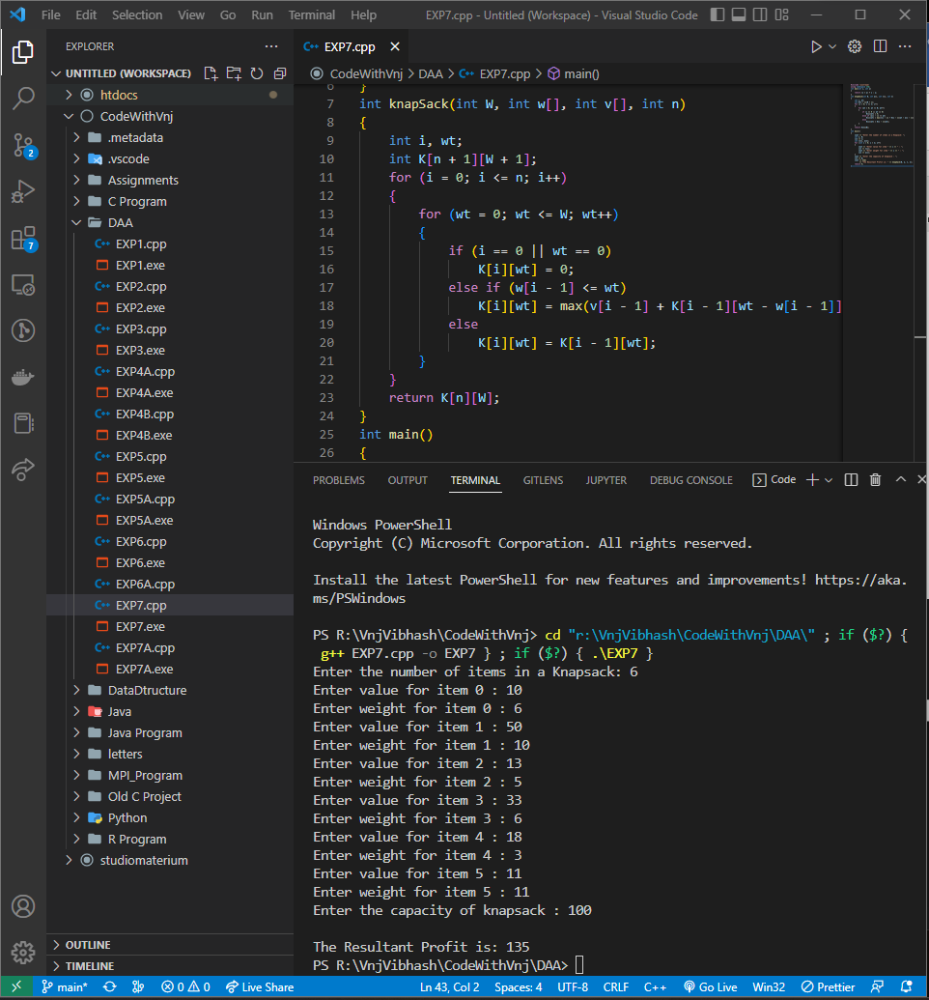 File Edit Selection View Go Run Terminal Help EXP7.cpp - Untitled (Workspace) - Visual Studio Code
EXPLORER
UNTITLED (WORKSPACE)
htdocs
CodeWithVnj
.metadata
.vscode
Assignments
C Program
DAA
EXP1.cpp
EXP1.exe
EXP2.cpp
EXP2.exe
EXP3.cpp
EXP3.exe
EXP4A.cpp
EXP4A.exe
EXP4B.cpp
EXP4B.exe
EXP5.cpp
EXP5.exe
EXP5A.cpp
EXP5A.exe
EXP6.cpp
EXP6.exe
EXP6A.cpp
EXP7.cpp
EXP7.exe
EXP7A.cpp
EXP7A.exe
DataDtructure
Java
Java Program
letters
MPI_Program
Old C Project
Python
R Program
studiomaterium
OUTLINE
TIMELINE
2
7
EXP7.cpp
CodeWithVnj > DAA > EXP7.cpp > main()
6 }
7 int knapSack(int W, int w[], int v[], int n)
8 {
9 int i, wt;
10 int K[n + 1][W + 1];
11 for (i = 0; i <= n; i++)
12 {
13 for (wt = 0; wt <= W; wt++)
14 {
15 if (i == 0 || wt == 0)
16 K[i][wt] = 0;
17 else if (w[i - 1] <= wt)
18 K[i][wt] = max(v[i - 1] + K[i - 1][wt - w[i - 1]]
19 else
20 K[i][wt] = K[i - 1][wt];
21 }
22 }
23 return K[n][W];
24 }
25 int main()
26 {
PROBLEMS OUTPUT TERMINAL GITLENS JUPYTER DEBUG CONSOLE Code
Windows PowerShell
Copyright (C) Microsoft Corporation. All rights reserved.
Install the latest PowerShell for new features and improvements! https://aka.
ms/PSWindows
PS R:\VnjVibhash\CodeWithVnj> cd "r:\VnjVibhash\CodeWithVnj\DAA\" ; if ($?) {
g++ EXP7.cpp -o EXP7 } ; if ($?) { .\EXP7 }
Enter the number of items in a Knapsack: 6
Enter value for item 0 : 10
Enter weight for item 0 : 6
Enter value for item 1 : 50
Enter weight for item 1 : 10
Enter value for item 2 : 13
Enter weight for item 2 : 5
Enter value for item 3 : 33
Enter weight for item 3 : 6
Enter value for item 4 : 18
Enter weight for item 4 : 3
Enter value for item 5 : 11
Enter weight for item 5 : 11
Enter the capacity of knapsack : 100
The Resultant Profit is: 135
PS R:\VnjVibhash\CodeWithVnj\DAA>
main* 0 0 Live Share Ln 43, Col 2 Spaces: 4 UTF-8 CRLF C++ Go Live Win32 Prettier